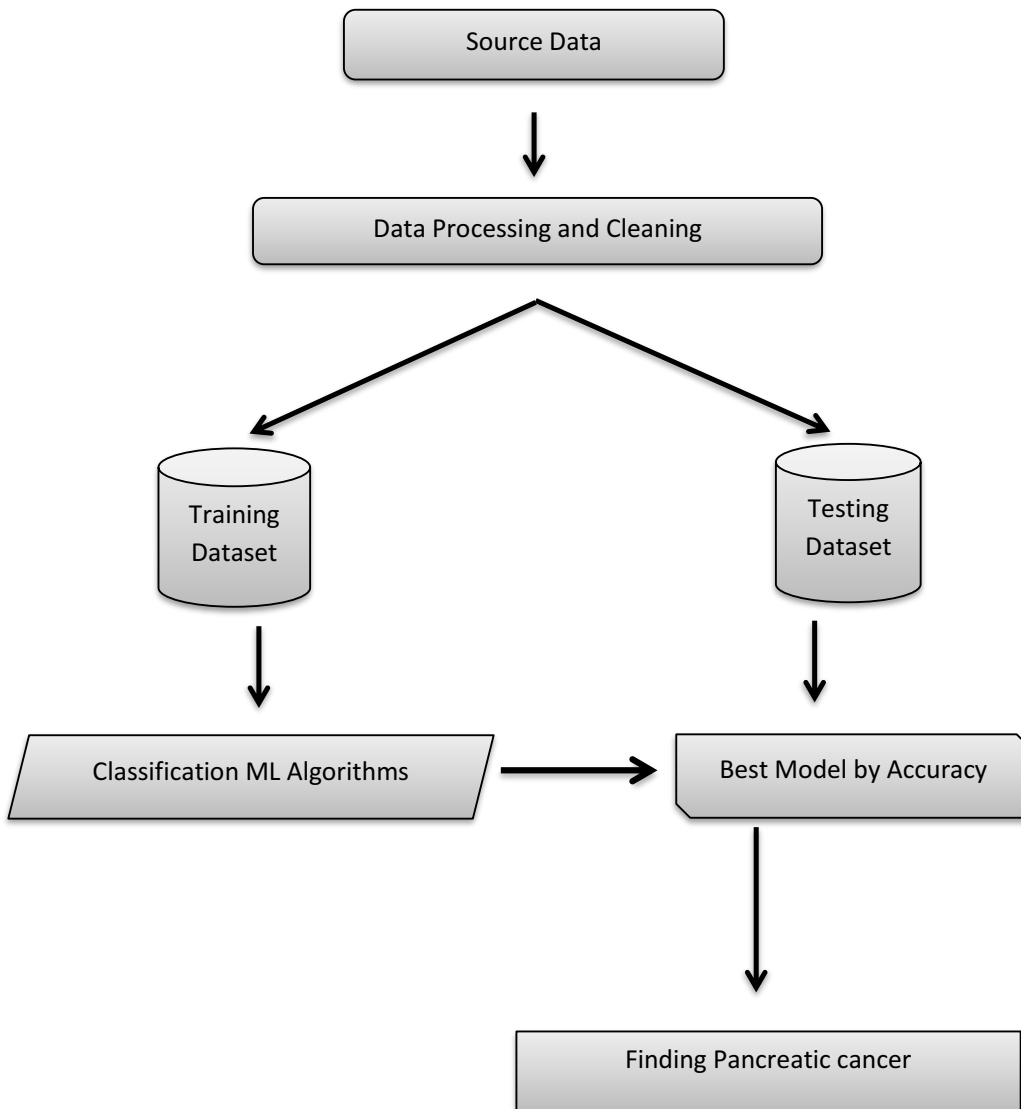 Source Data
Data Processing and Cleaning
Training
Dataset
Testing
Dataset
Classification ML Algorithms
Best Model by Accuracy
Finding Pancreatic cancer